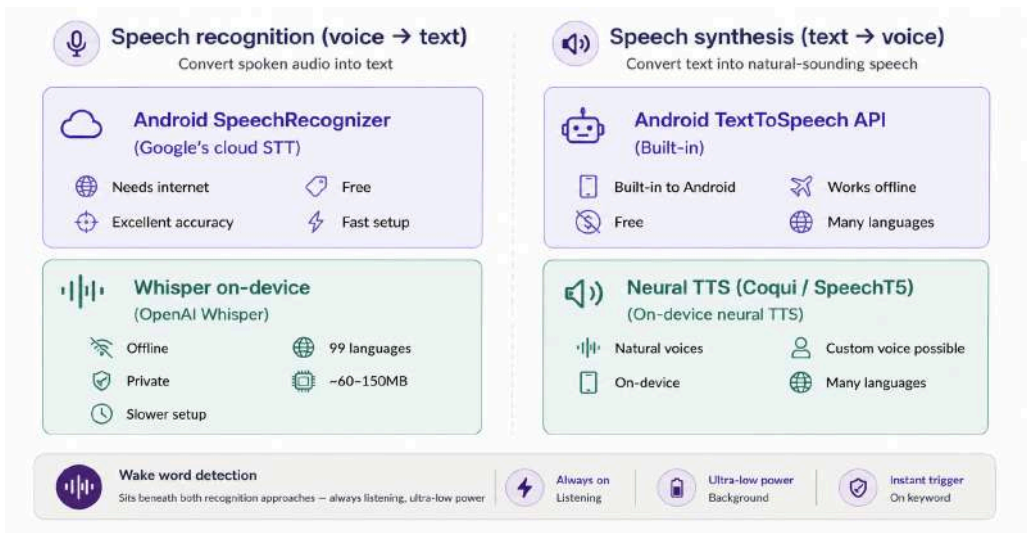 Speech recognition (voice → text)
Convert spoken audio into text
Android SpeechRecognizer
(Google's cloud STT)
Needs internet
Free
Excellent accuracy
Fast setup
Whisper on-device
(OpenAI Whisper)
Offline
99 languages
Private
~60–150MB
Slower setup
Speech synthesis (text → voice)
Convert text into natural-sounding speech
Android TextToSpeech API
(Built-in)
Built-in to Android
Works offline
Free
Many languages
Neural TTS (Coqui / SpeechT5)
(On-device neural TTS)
Natural voices
Custom voice possible
On-device
Many languages
Wake word detection
Sits beneath both recognition approaches — always listening, ultra-low power
Always on
Listening
Ultra-low power
Background
Instant trigger
On keyword